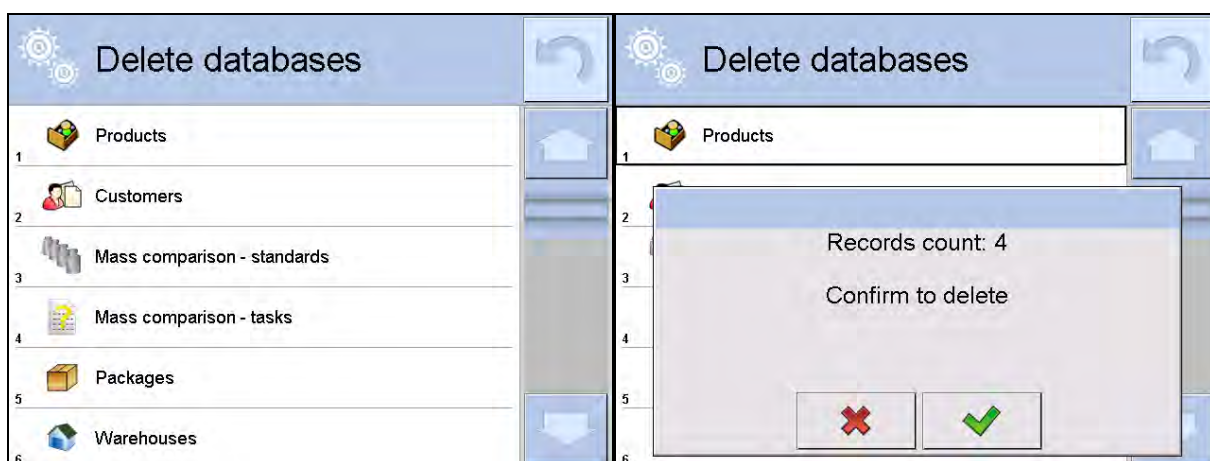 Delete databases
Products
1
Customers
2
Mass comparison - standards
3
Mass comparison - tasks
4
Packages
5
Warehouses
6
Delete databases
Products
1
2
3
4
5
6
Records count: 4
Confirm to delete